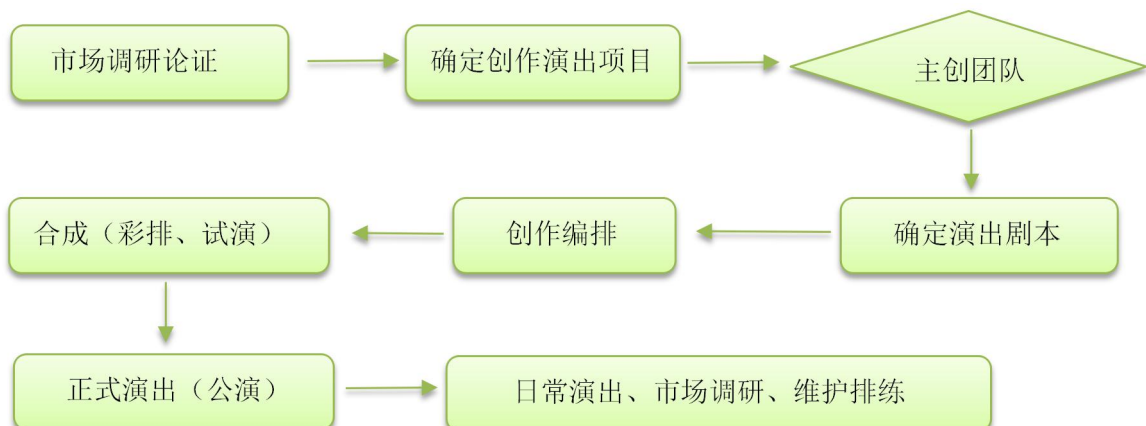 市场调研论证
确定创作演出项目
主创团队
确定演出剧本
创作编排
合成（彩排、试演）
正式演出（公演）
日常演出、市场调研、维护排练